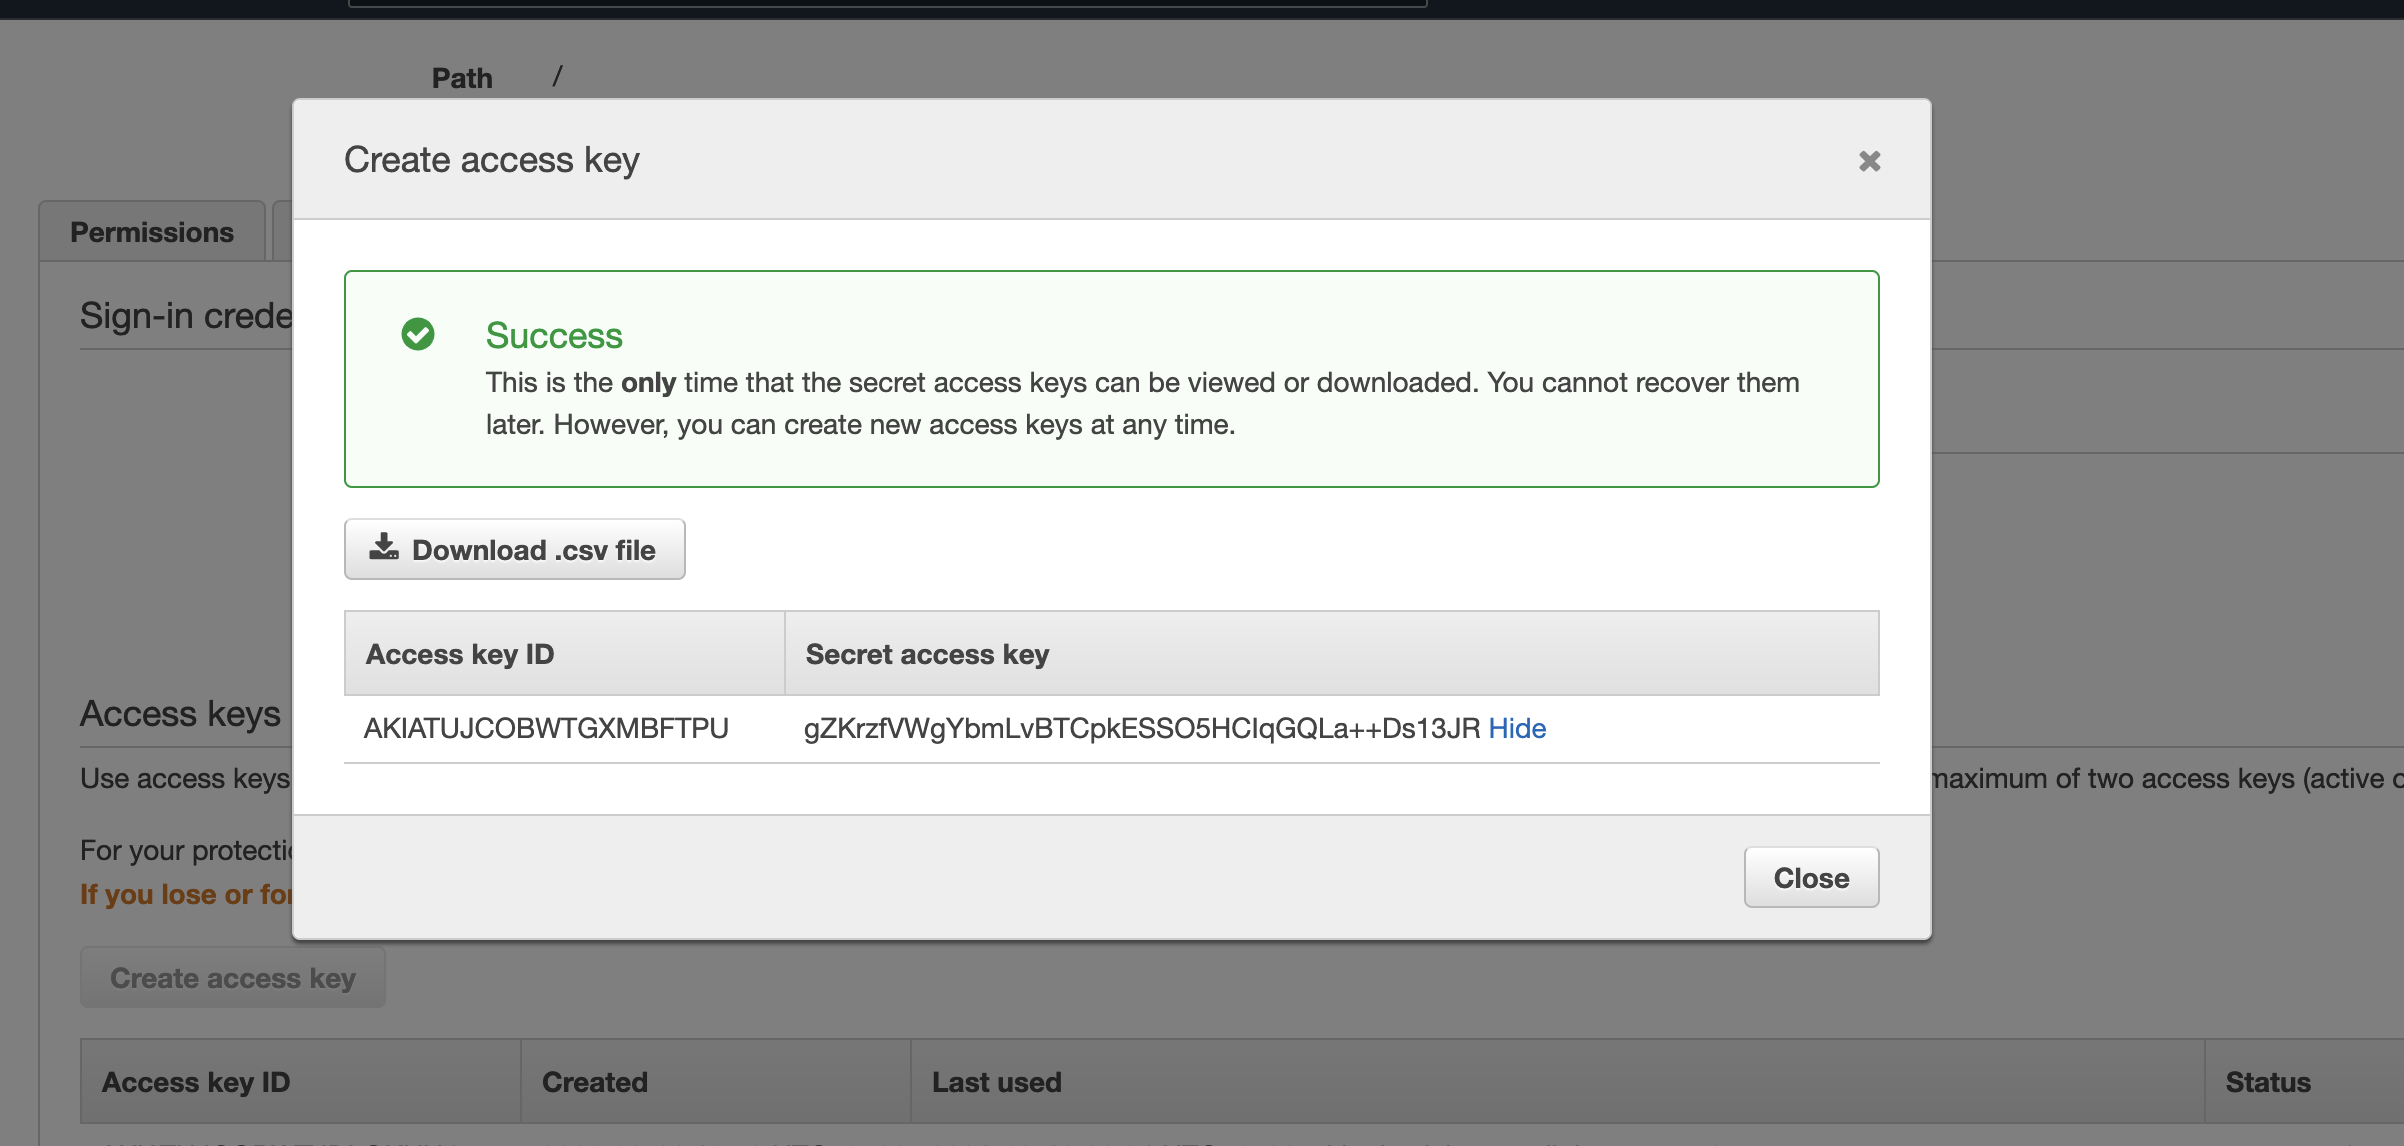 Path /
Create access key
Permissions
Sign-in crede
Success
This is the only time that the secret access keys can be viewed or downloaded. You cannot recover them
later. However, you can create new access keys at any time.
Download .csv file
Access key ID Secret access key
AKIATUJCOBWTGXMBFTPU gZKrzfVWgYbmLvBTCpkESSO5HCIqGQLa++Ds13JR Hide
Access keys
Use access keys maximum of two access keys (active
For your protecti
If you lose or for
Close
Create access key
Access key ID Created Last used Status